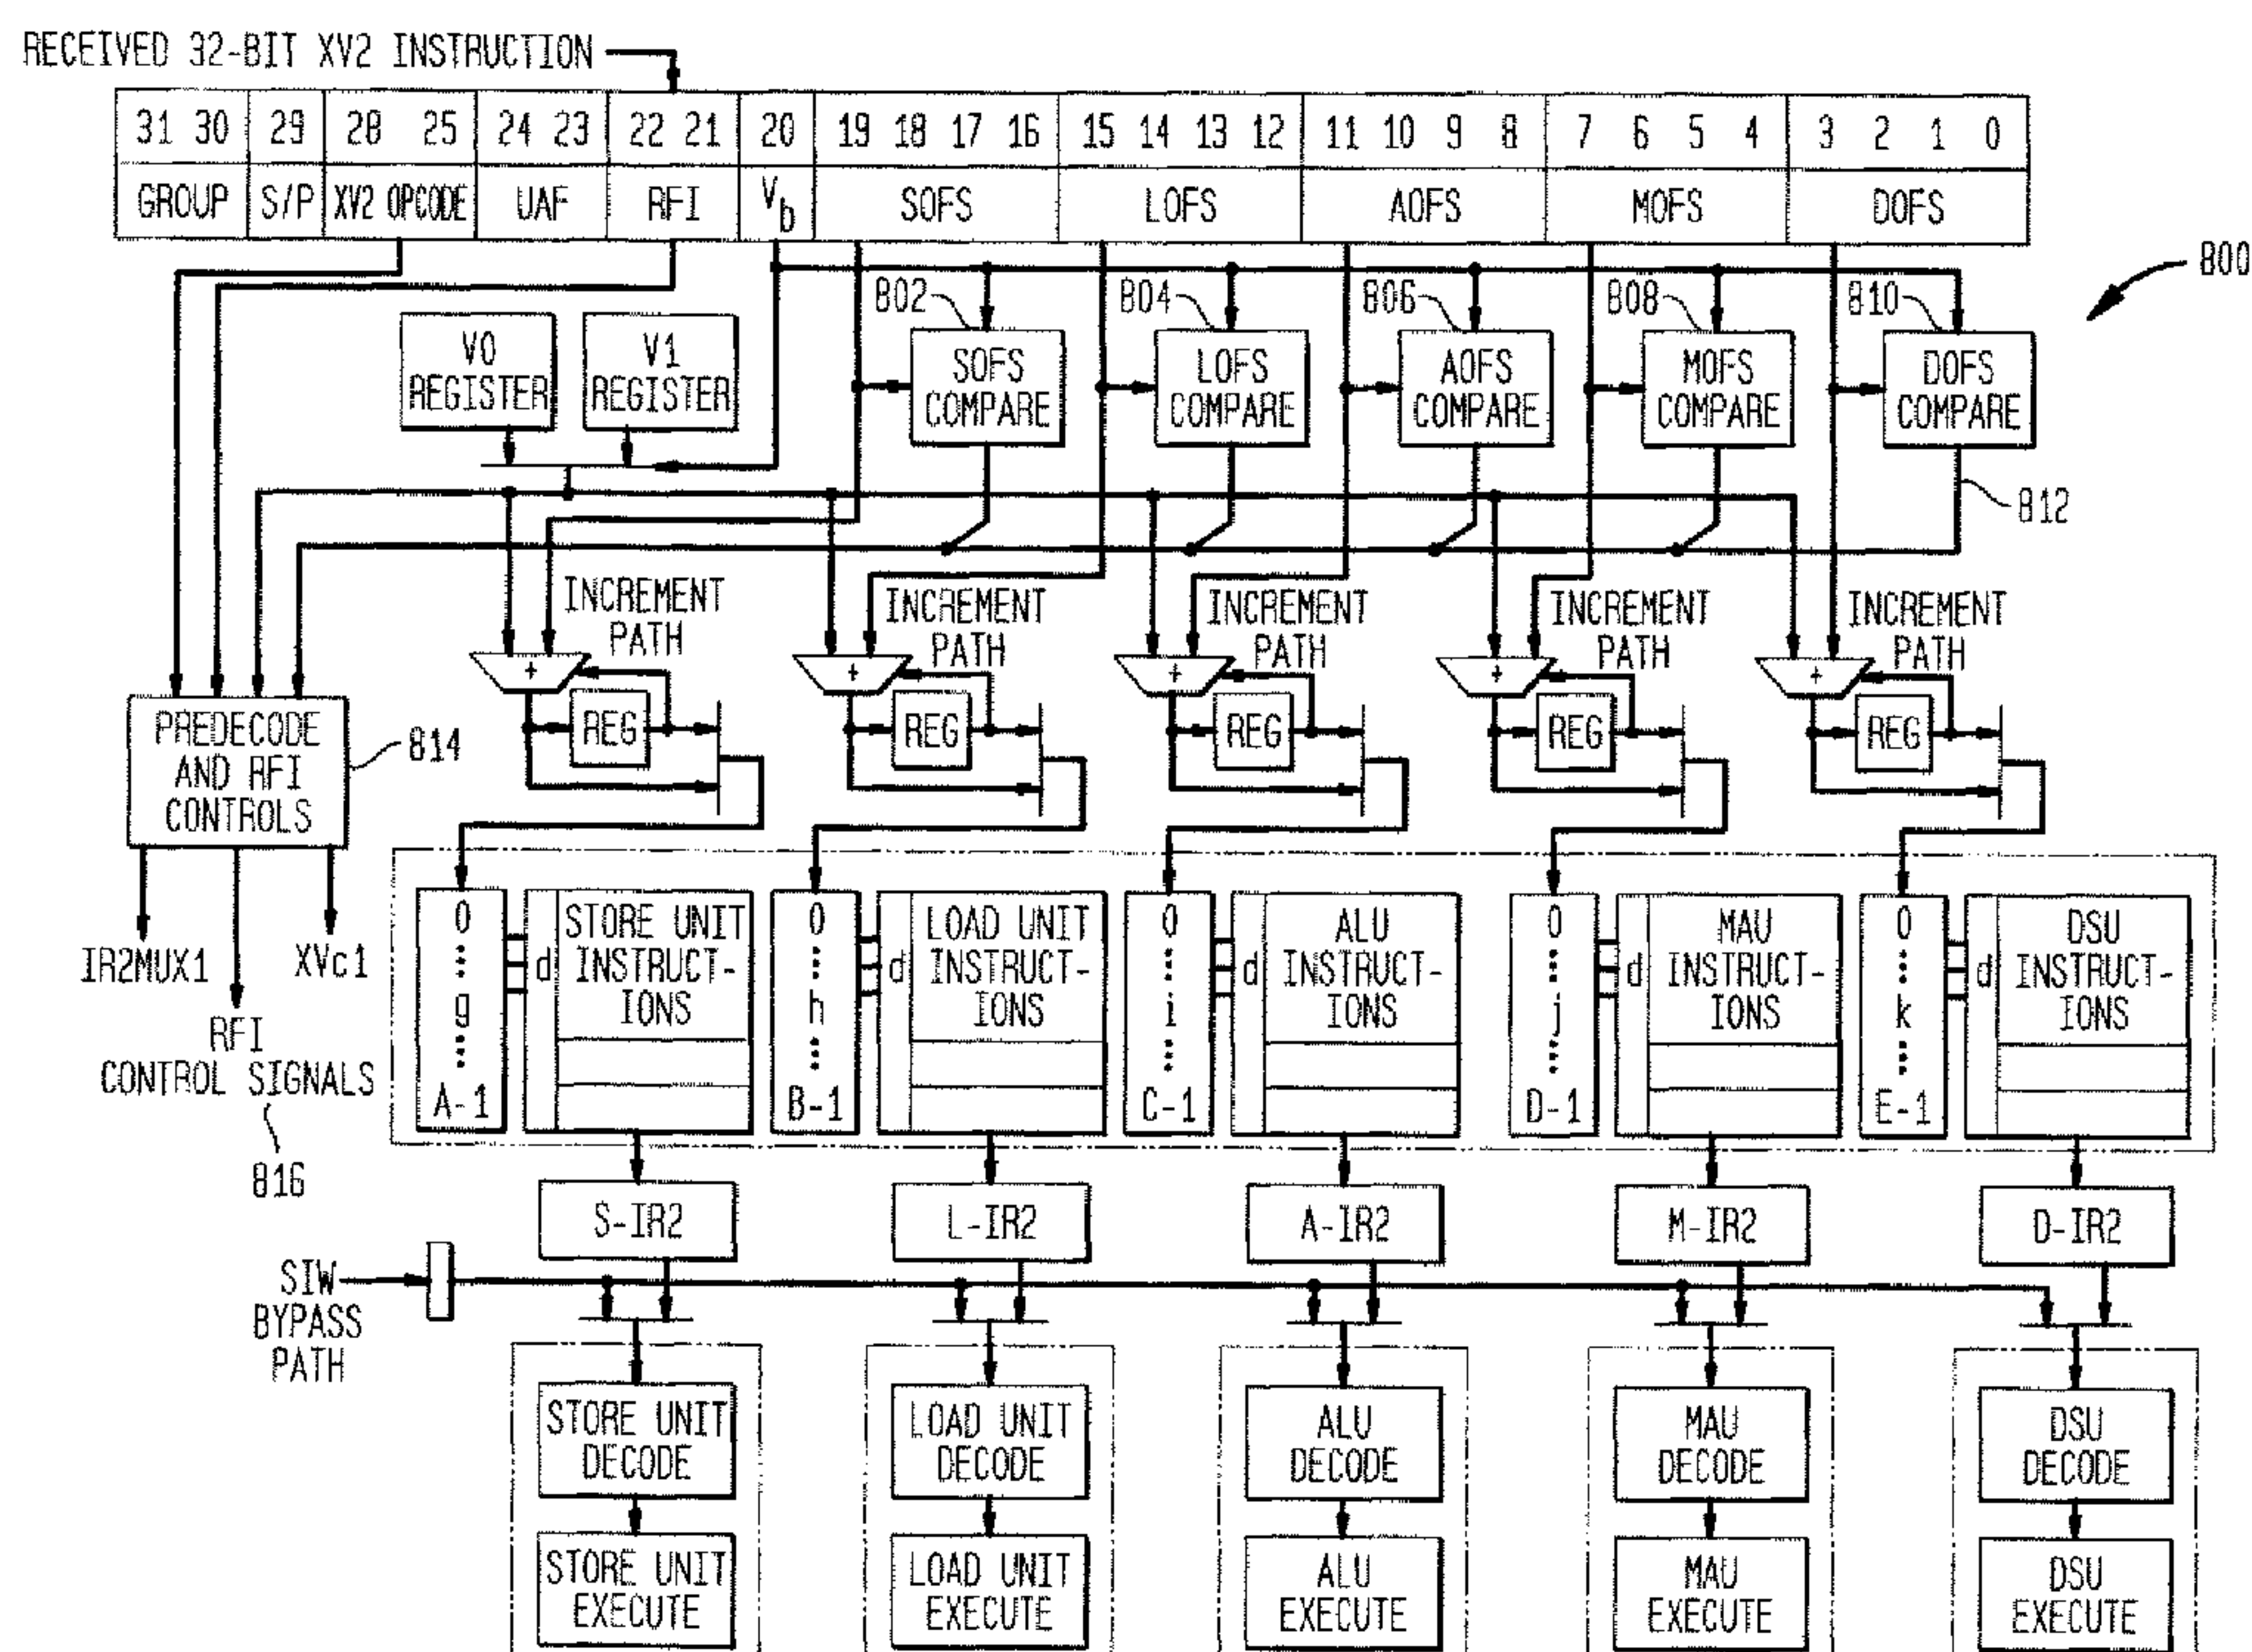 RECEIVED 32-BIT XV2 INSTRUCTION
31 30 29 28 25 24 23 22 21 20 19 18 17 16 15 14 13 12 11 10 9 8 7 6 5 4 3 2 1 0
GROUP S/P XV2 OPCODE UAF RFI Vb SOFS LOFS AOFS MOFS DOFS
800
802 804 806 808 810
V0 REGISTER
V1 REGISTER
SOFS COMPARE
LOFS COMPARE
AOFS COMPARE
MOFS COMPARE
DOFS COMPARE
812
INCREMENT PATH
INCREMENT PATH
INCREMENT PATH
INCREMENT PATH
INCREMENT PATH
+ + + + +
REG REG REG REG REG
PREDECODE AND RFI CONTROLS
814
IR2MUX1
XVc1
RFI CONTROL SIGNALS
816
0 g A-1
d
STORE UNIT INSTRUCT-IONS
0 h B-1
d
LOAD UNIT INSTRUCT-IONS
0 i C-1
d
ALU INSTRUCT-IONS
0 j D-1
d
MAU INSTRUCT-IONS
0 k E-1
d
DSU INSTRUCT-IONS
S-IR2 L-IR2 A-IR2 M-IR2 D-IR2
SIW BYPASS PATH
STORE UNIT DECODE
LOAD UNIT DECODE
ALU DECODE
MAU DECODE
DSU DECODE
STORE UNIT EXECUTE
LOAD UNIT EXECUTE
ALU EXECUTE
MAU EXECUTE
DSU EXECUTE